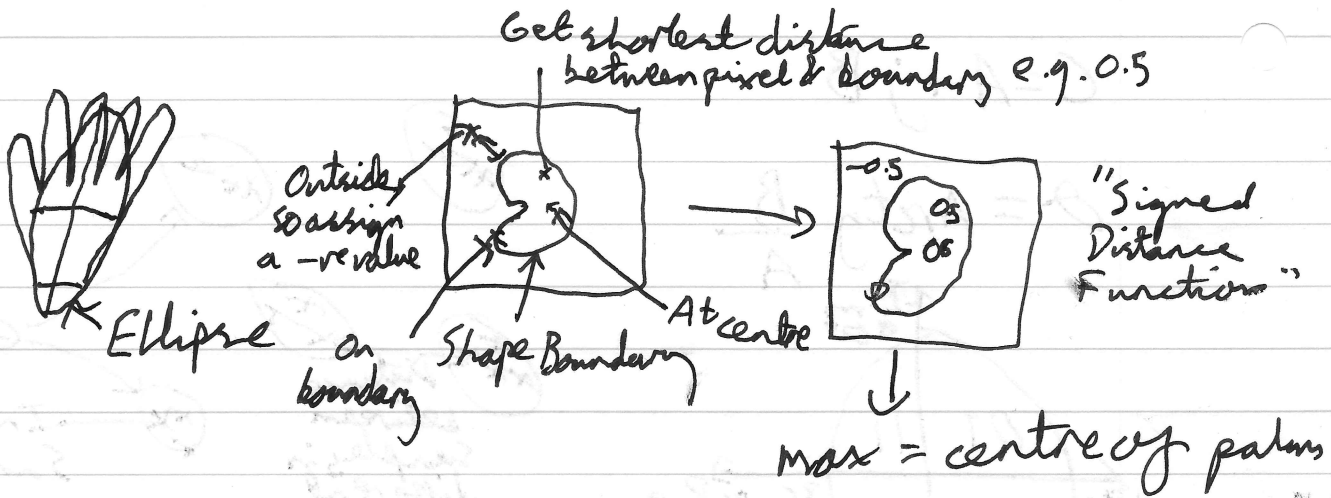 Get shortest distance
between pixel & boundary e.g. 0.5
Outside,
so assign
a -ve value
Ellipse
On
boundary
Shape Boundary
At centre
-0.5
0.5
0.6
0
"Signed
Distance
Function"
max = centre of palm